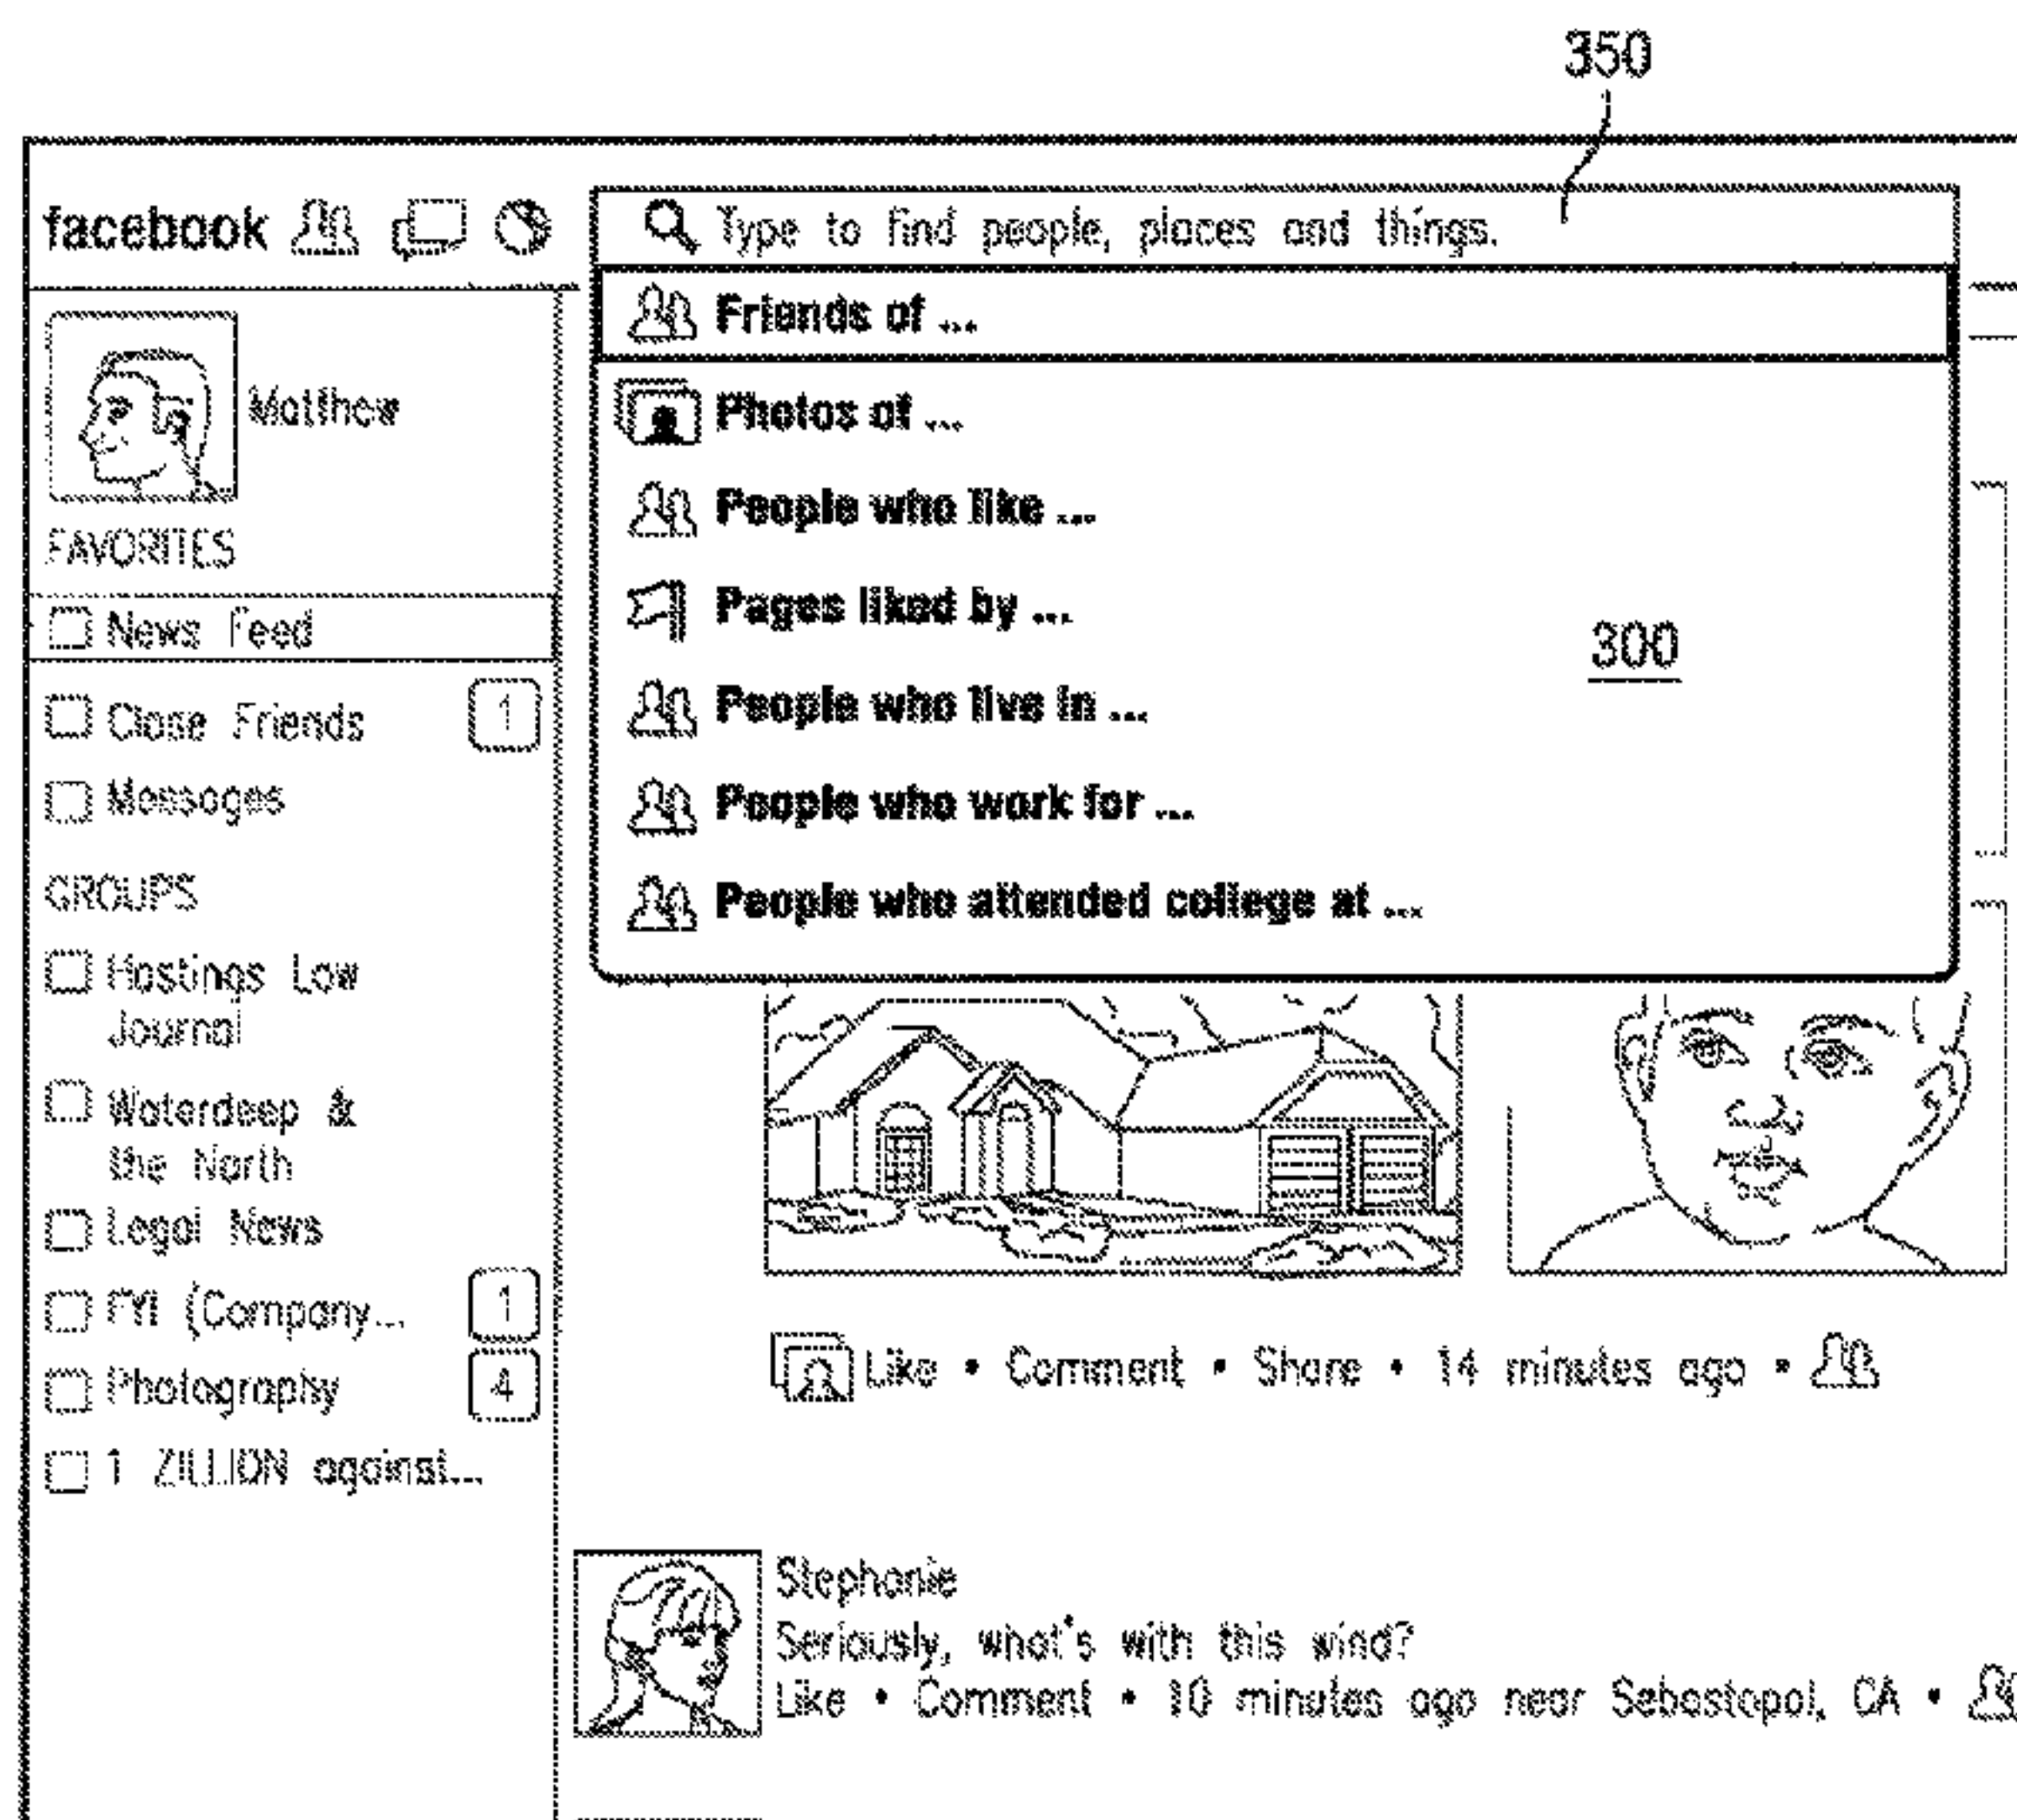 350
facebook
Type to find people, places and things.
Friends of ...
Photos of ...
People who like ...
Pages liked by ...
People who live in ...
People who work for ...
People who attended college at ...
300
Matthew
FAVORITES
News Feed
Close Friends 1
Messages
GROUPS
Hastings Law
Journal
Waterdeep &
the North
Legal News
FYI (Company... 1
Photography 4
1 ZILLION against...
Like • Comment • Share • 14 minutes ago •
Stephanie
Seriously, what's with this wind?
Like • Comment • 10 minutes ago near Sebastopol, CA •